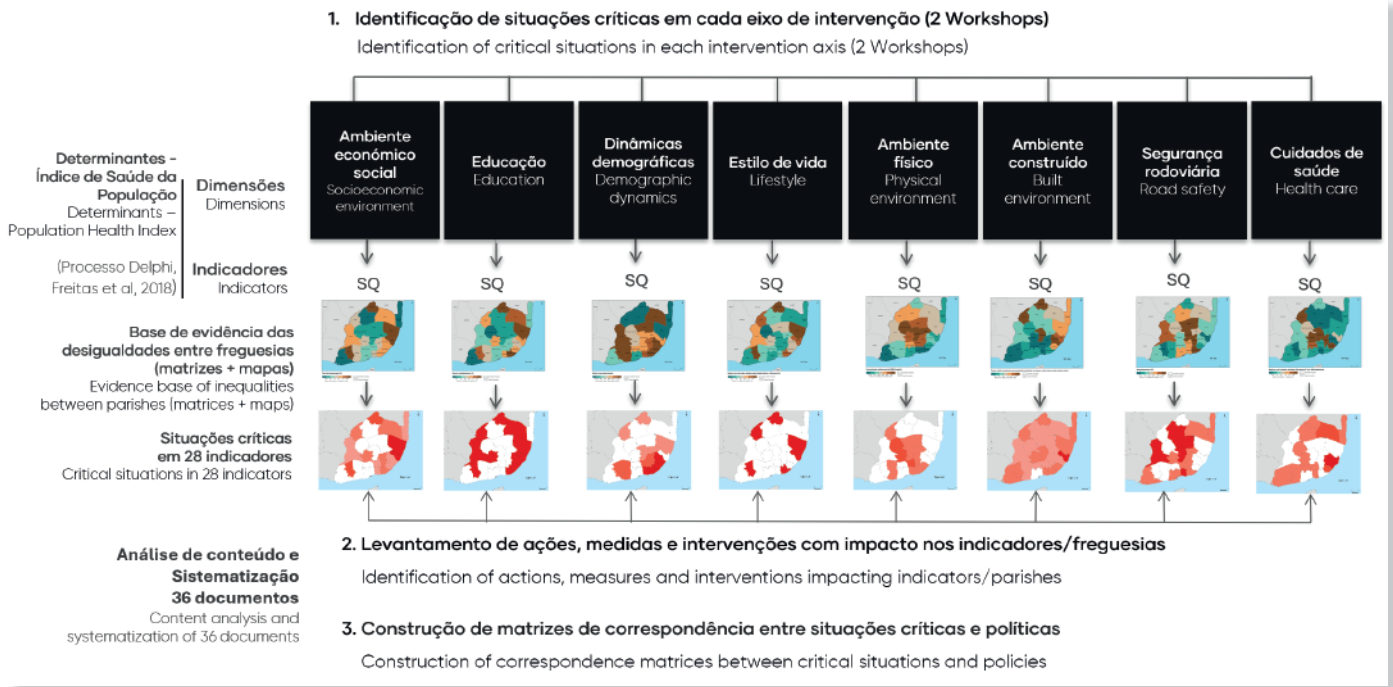 1. Identificação de situações críticas em cada eixo de intervenção (2 Workshops)
Identification of critical situations in each intervention axis (2 Workshops)
Determinantes -
Índice de Saúde da
População
Determinants –
Population Health Index
(Processo Delphi,
Freitas et al, 2018)
Dimensões
Dimensions
Indicadores
Indicators
Ambiente
económico
social
Socioeconomic
environment
Educação
Education
Dinâmicas
demográficas
Demographic
dynamics
Estilo de vida
Lifestyle
Ambiente
físico
Physical
environment
Ambiente
construído
Built
environment
Segurança
rodoviária
Road safety
Cuidados de
saúde
Health care
SQ
SQ
SQ
SQ
SQ
SQ
SQ
SQ
Base de evidência das
desigualdades entre freguesias
(matrizes + mapas)
Evidence base of inequalities
between parishes (matrices + maps)
Situações críticas
em 28 indicadores
Critical situations in 28 indicators
Análise de conteúdo e
Sistematização
36 documentos
Content analysis and
systematization of 36 documents
2. Levantamento de ações, medidas e intervenções com impacto nos indicadores/freguesias
Identification of actions, measures and interventions impacting indicators/parishes
3. Construção de matrizes de correspondência entre situações críticas e políticas
Construction of correspondence matrices between critical situations and policies